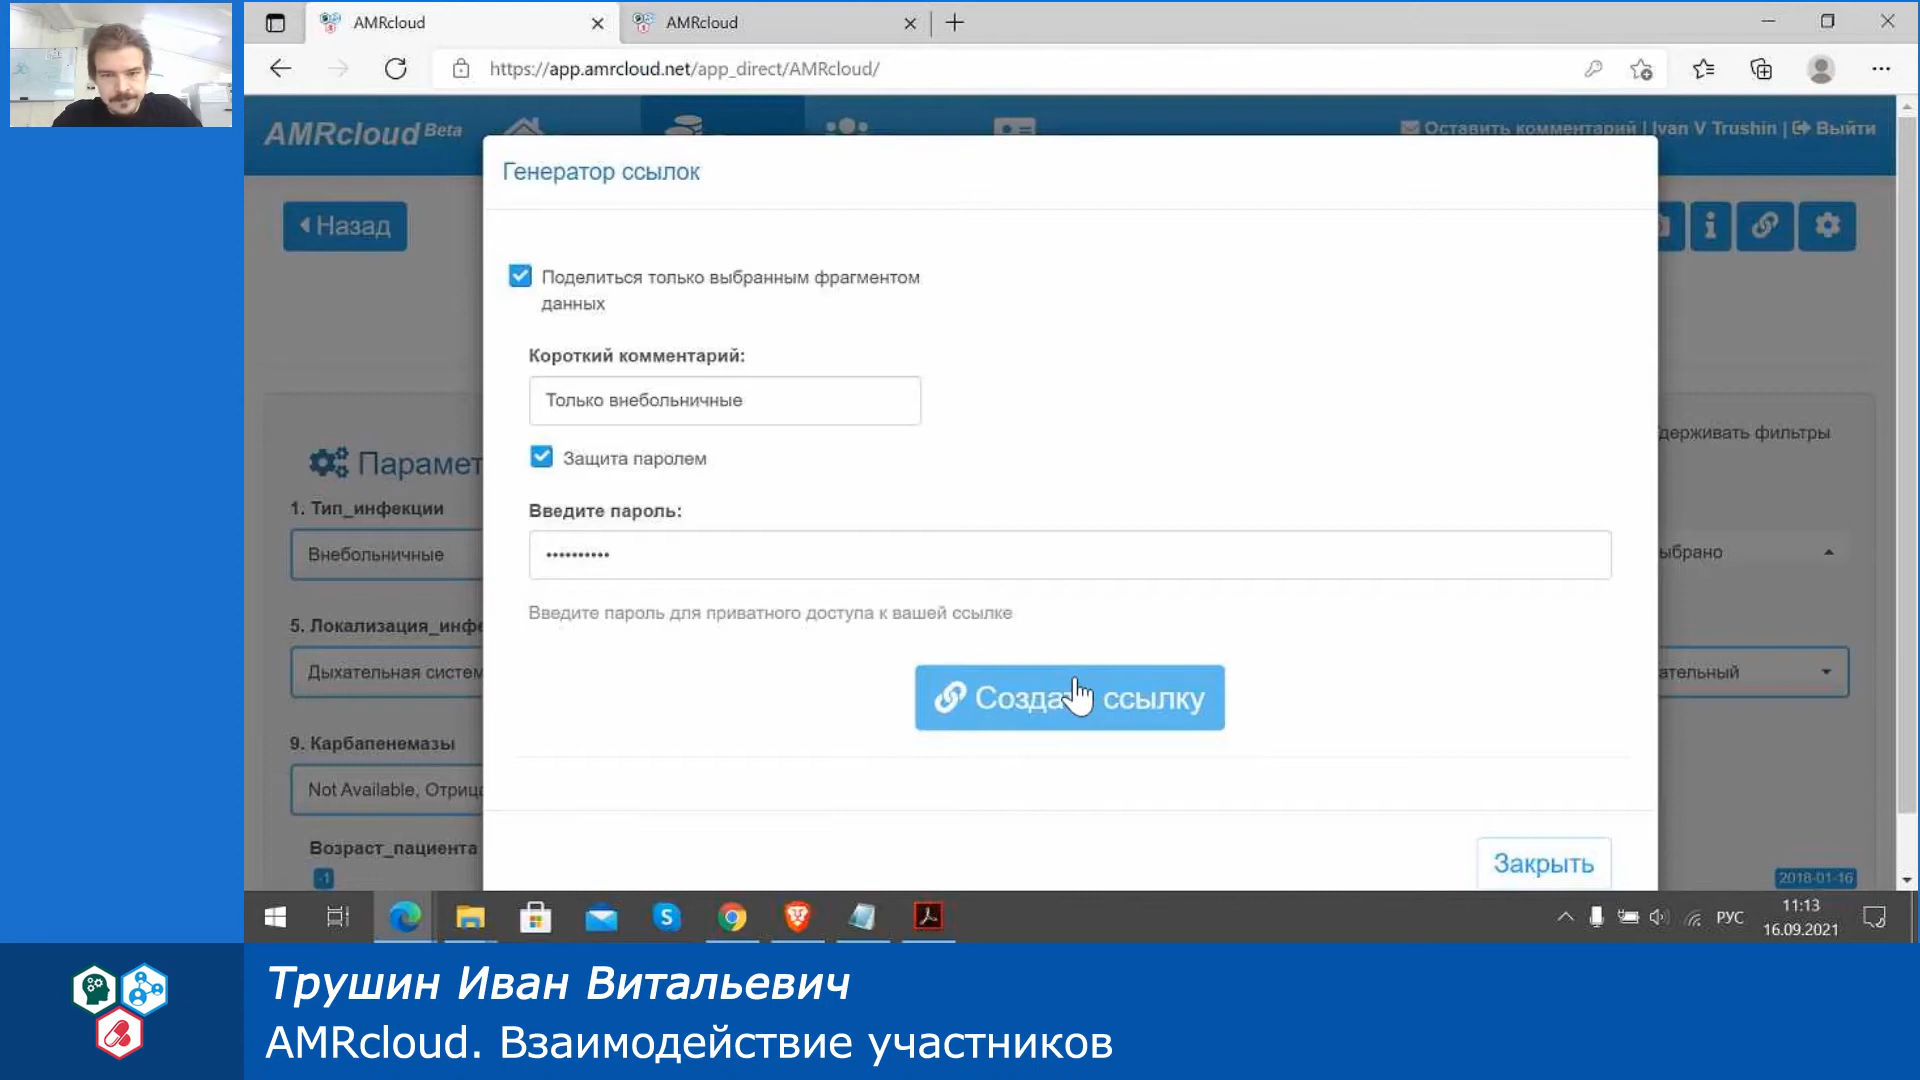 AMRcloud
AMRcloud
https://app.amrcloud.net/app_direct/AMRcloud/
AMRcloud Beta
Оставить комментарий | Ivan V Trushin | Выйти
Генератор ссылок
Назад
Поделиться только выбранным фрагментом
данных
Короткий комментарий:
Только внебольничные
держивать фильтры
Защита паролем
Парамет
1. Тип_инфекции
Введите пароль:
Внебольничные
••••••••••
ыбрано
Введите пароль для приватного доступа к вашей ссылке
5. Локализация_инфе
Дыхательная систем
ательный
Созда ссылку
9. Карбапенемазы
Not Available, Отриц
Возраст_пациента
-1
Закрыть
2018-01-16
РУС
11:13
16.09.2021
Трушин Иван Витальевич
AMRcloud. Взаимодействие участников